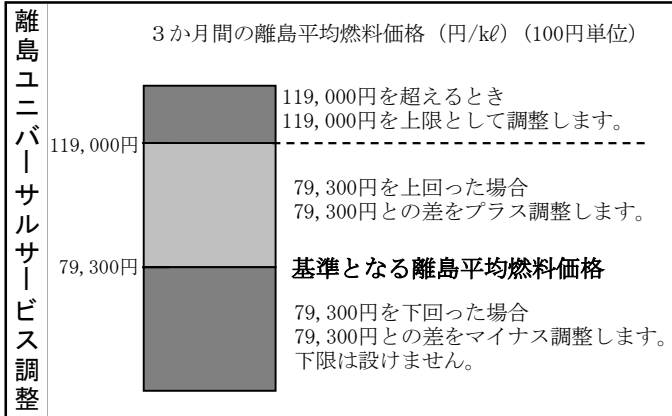 離島ユニバーサルサービス調整
3か月間の離島平均燃料価格（円/kℓ）（100円単位）
119,000円を超えるとき
119,000円を上限として調整します。
119,000円
79,300円を上回った場合
79,300円との差をプラス調整します。
79,300円
基準となる離島平均燃料価格
79,300円を下回った場合
79,300円との差をマイナス調整します。
下限は設けません。